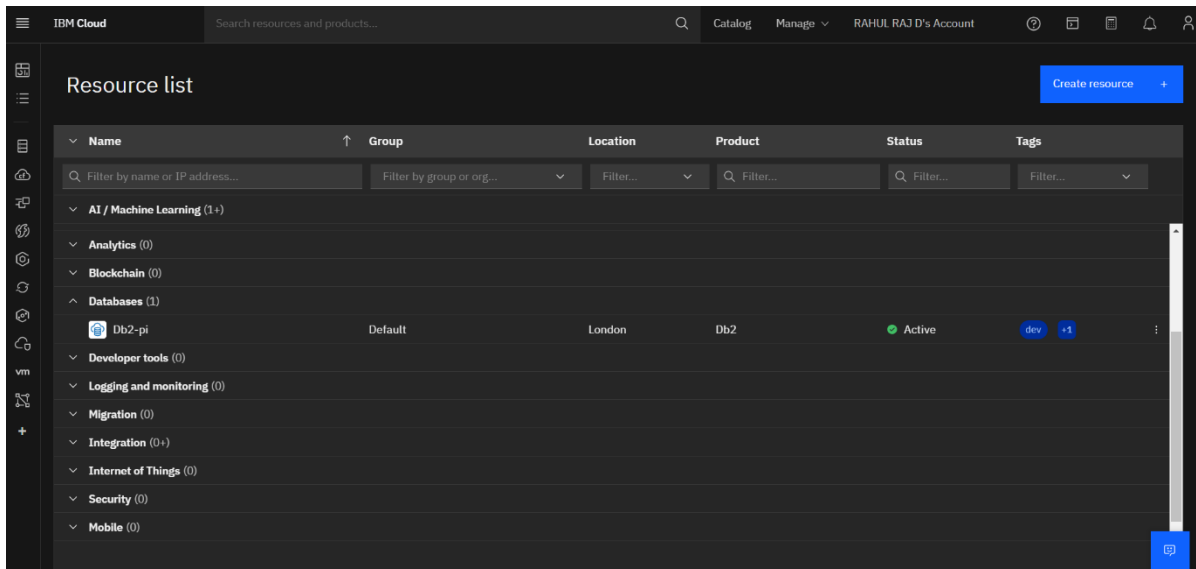 IBM Cloud Search resources and products... Catalog Manage RAHUL RAJ D's Account
Resource list
Create resource +
Name Group Location Product Status Tags
Filter by name or IP address... Filter by group or org... Filter... Filter... Filter... Filter...
AI / Machine Learning (1+)
Analytics (0)
Blockchain (0)
Databases (1)
Db2-pi Default London Db2 Active dev +1
Developer tools (0)
Logging and monitoring (0)
vm
Migration (0)
Integration (0+)
Internet of Things (0)
Security (0)
Mobile (0)